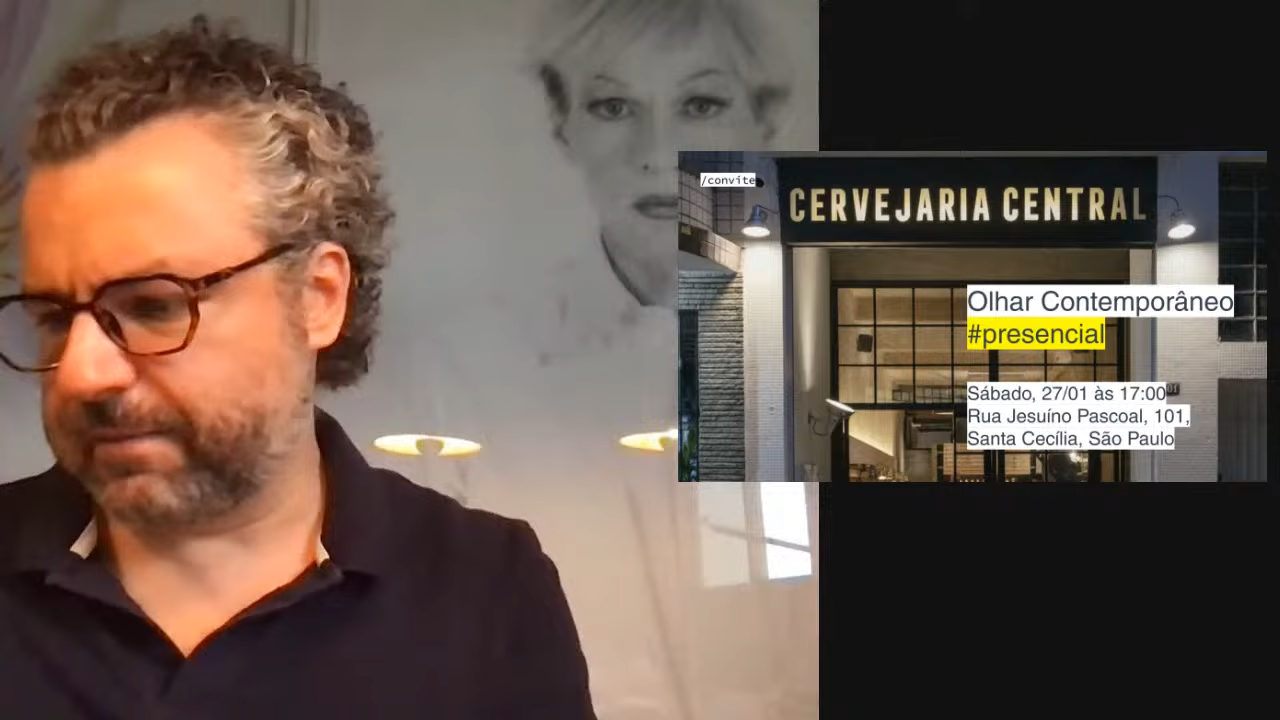 /convite
CERVEJARIA CENTRAL
Olhar Contemporâneo
#presencial
Sábado, 27/01 às 17:00
Rua Jesuíno Pascoal, 101,
Santa Cecília, São Paulo